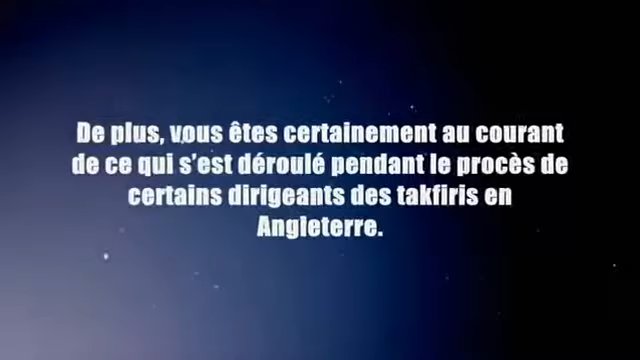 De plus, vous êtes certainement au courant
de ce qui s'est déroulé pendant le procès de
certains dirigeants des takfiris en
Angleterre.